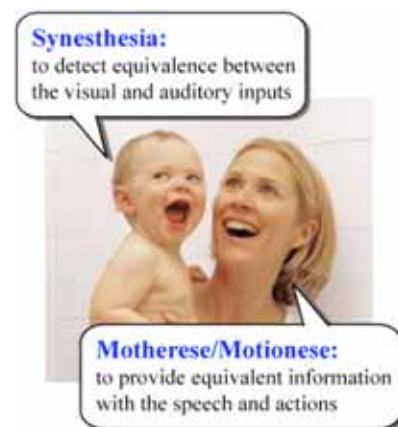 Synesthesia:
to detect equivalence between
the visual and auditory inputs
Motherese/Motionese:
to provide equivalent information
with the speech and actions